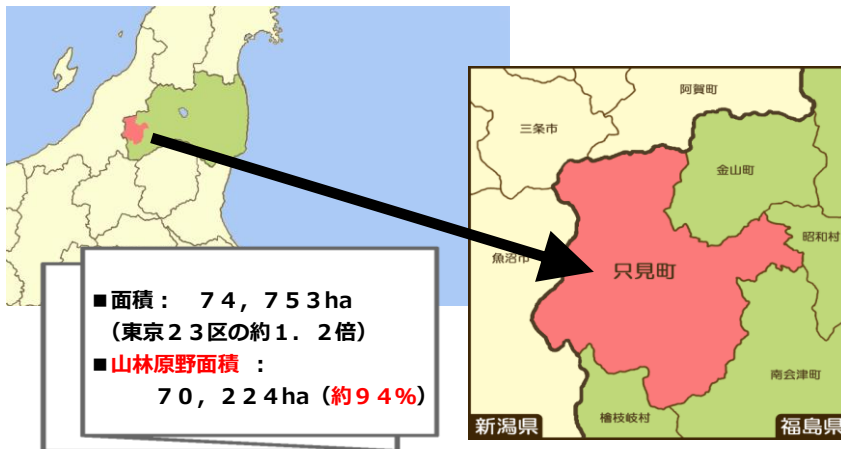 ■面積：　７４，７５３ha
（東京２３区の約１．２倍）
■山林原野面積 ：
７０，２２４ha（約９４%）
阿賀町
三条市
金山町
昭和村
魚沼市
只見町
南会津町
檜枝岐村
新潟県
福島県